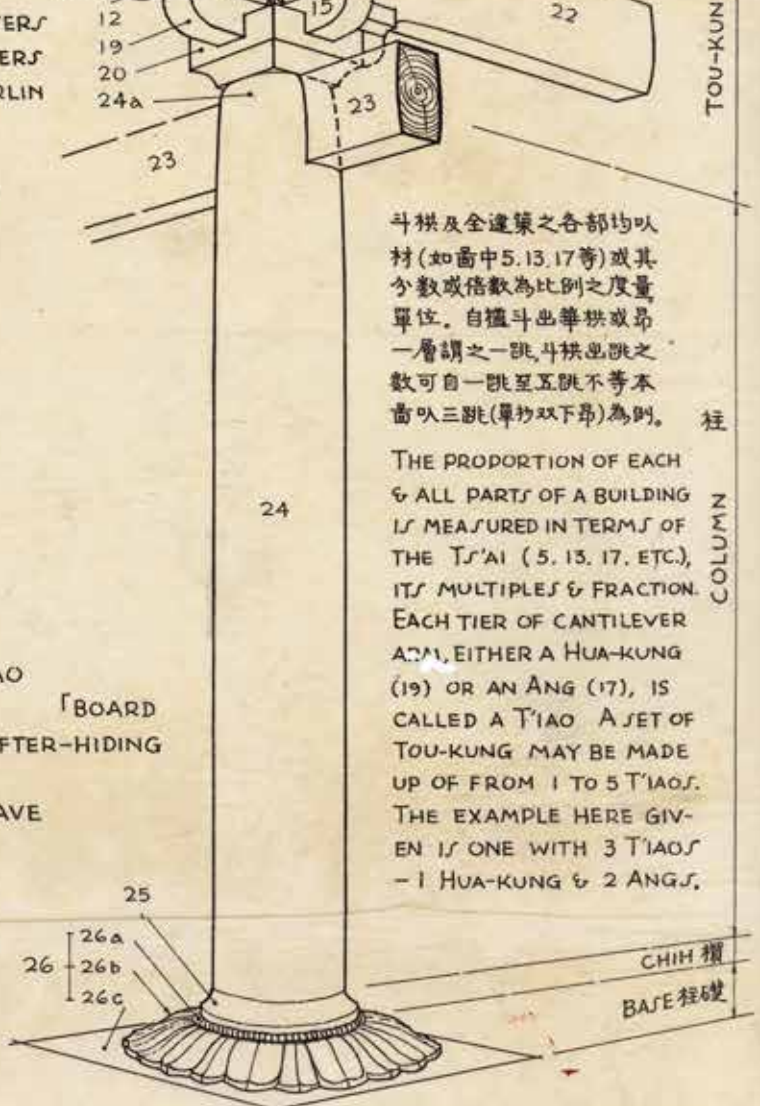 TERS
12
15
22
19
ERS
20
RLIN
24a
23
23
TOU-KUN
斗栱及全建築之各部均以
材(如啚中5.13.17等)或其
分數或倍數為比例之度量
單位。自櫨斗出華栱或昂
一層謂之一跳,斗栱出跳之
數可自一跳至五跳不等本
啚以三跳(單抄双下昂)為例。
柱
COLUMN
THE PROPORTION OF EACH
& ALL PARTS OF A BUILDING
IS MEASURED IN TERMS OF
THE TS'AI (5. 13. 17. ETC.),
ITS MULTIPLES & FRACTION.
EACH TIER OF CANTILEVER
ARM, EITHER A HUA-KUNG
(19) OR AN ANG (17), IS
CALLED A T'IAO A SET OF
TOU-KUNG MAY BE MADE
UP OF FROM 1 TO 5 T'IAOS.
THE EXAMPLE HERE GIV-
EN IS ONE WITH 3 T'IAOS
- 1 HUA-KUNG & 2 ANGS.
24
AO
「BOARD
FTER-HIDING
AVE
25
26a
26 26b
26c
CHIH 櫍
BASE 柱礎